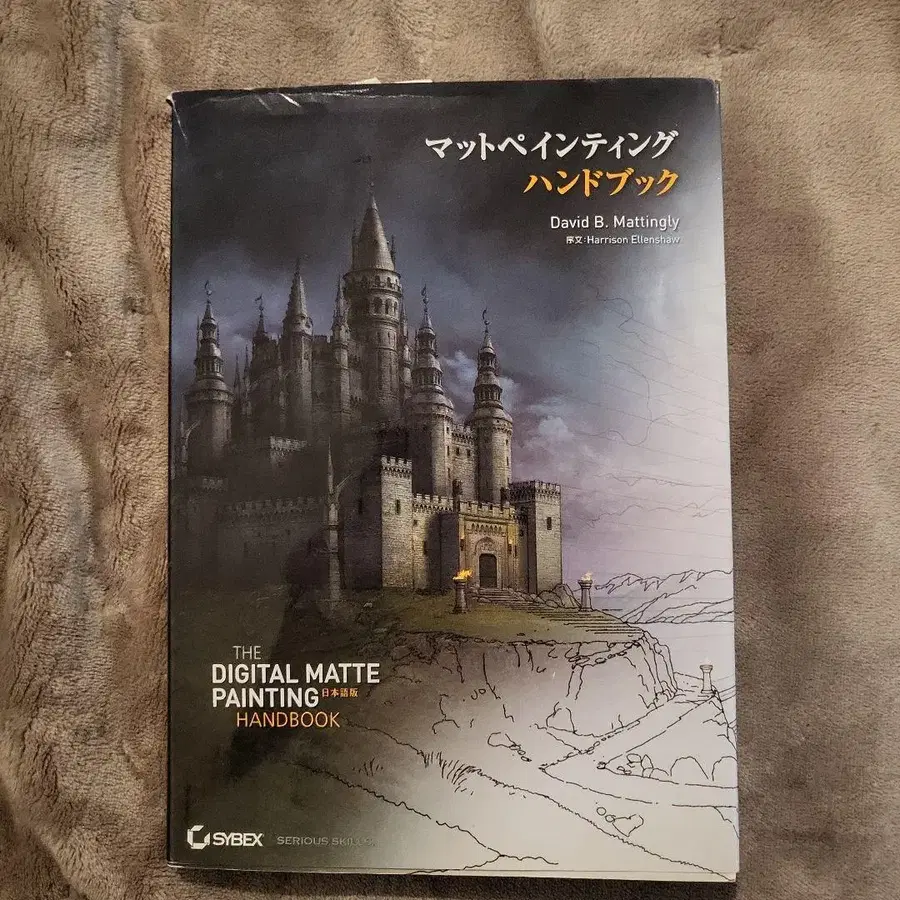 マットペインティング
ハンドブック
David B. Mattingly
序文:Harrison Ellenshaw
THE
DIGITAL MATTE
PAINTING 日本語版
HANDBOOK
SYBEX
SERIOUS SKILLS.